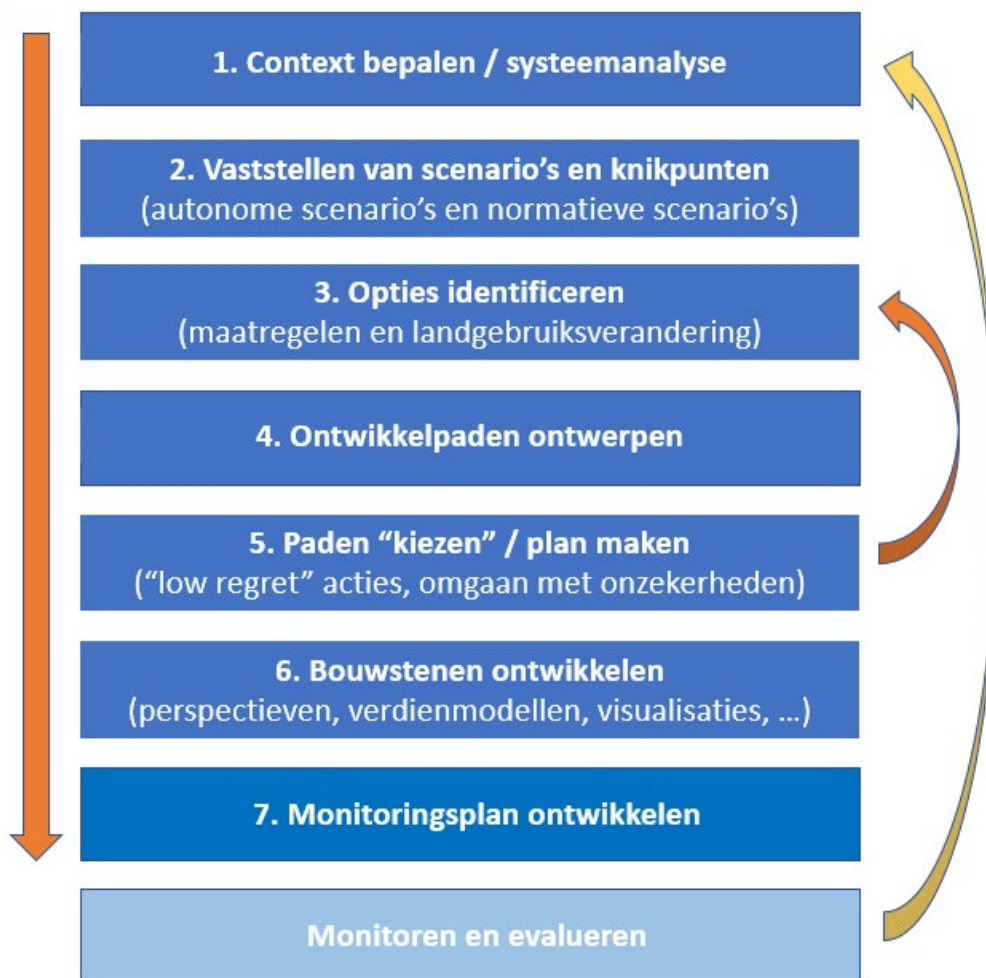 1. Context bepalen / systeemanalyse
2. Vaststellen van scenario’s en knikpunten
(autonome scenario’s en normatieve scenario’s)
3. Opties identificeren
(maatregelen en landgebruiksverandering)
4. Ontwikkelpaden ontwerpen
5. Paden “kiezen” / plan maken
(“low regret” acties, omgaan met onzekerheden)
6. Bouwstenen ontwikkelen
(perspectieven, verdienmodellen, visualisaties, …)
7. Monitoringsplan ontwikkelen
Monitoren en evalueren